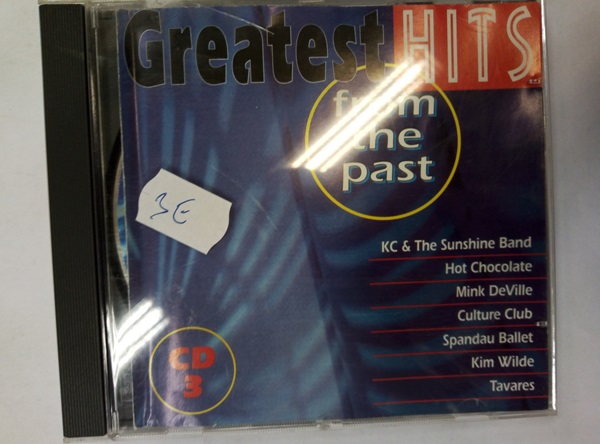 Greatest HITS
from
the
past
3E
KC & The Sunshine Band
Hot Chocolate
Mink DeVille
Culture Club
Spandau Ballet
Kim Wilde
Tavares
CD
3